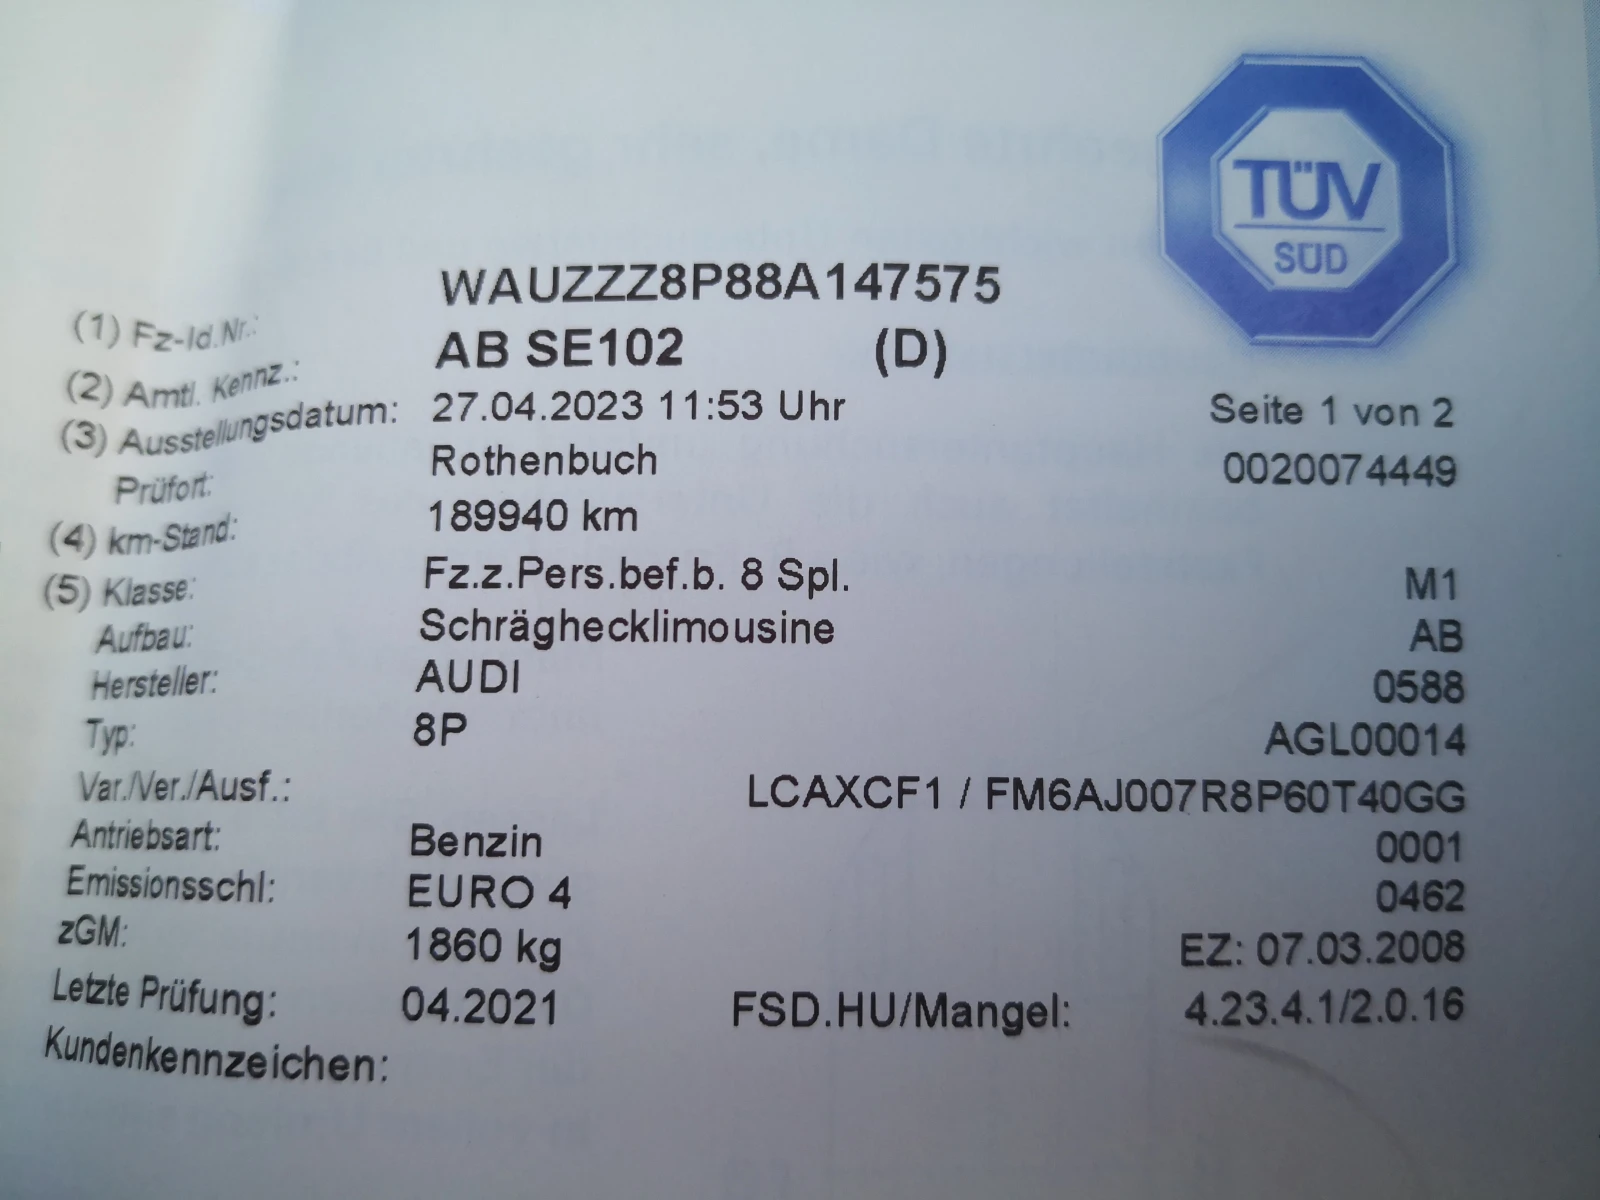 TÜV
SÜD
(1) Fz-Id.Nr.: WAUZZZ8P88A147575
(2) Amtl. Kennz.: AB SE102 (D)
(3) Ausstellungsdatum: 27.04.2023 11:53 Uhr Seite 1 von 2
Prüfort: Rothenbuch 0020074449
(4) km-Stand: 189940 km
(5) Klasse: Fz.z.Pers.bef.b. 8 Spl. M1
Aufbau: Schräghecklimousine AB
Hersteller: AUDI 0588
Typ: 8P AGL00014
Var./Ver./Ausf.: LCAXCF1 / FM6AJ007R8P60T40GG
Antriebsart: Benzin 0001
Emissionsschl: EURO 4 0462
zGM: 1860 kg EZ: 07.03.2008
Letzte Prüfung: 04.2021 FSD.HU/Mangel: 4.23.4.1/2.0.16
Kundenkennzeichen: